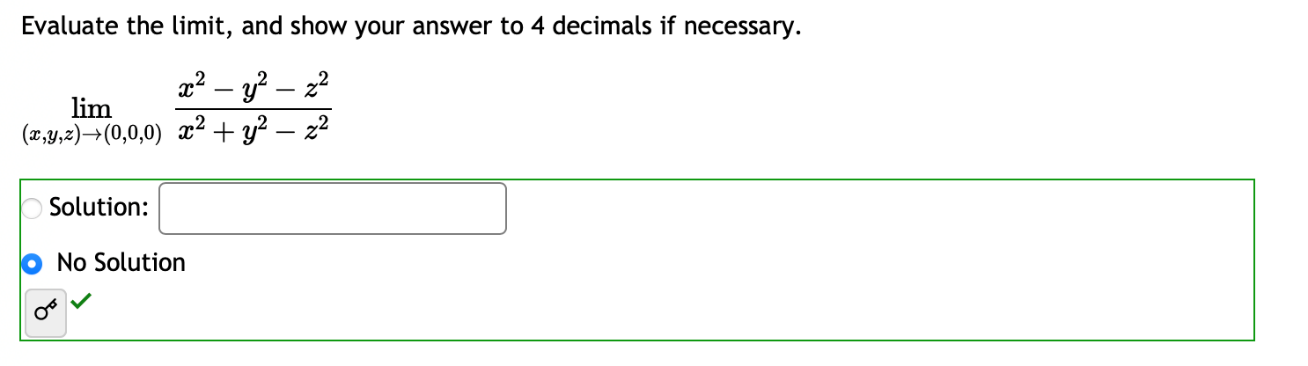 Evaluate the limit, and show your answer to 4 decimals if necessary.
lim (x,y,z)→(0,0,0) x² − y² − z² / x² + y² − z²
Solution:
No Solution